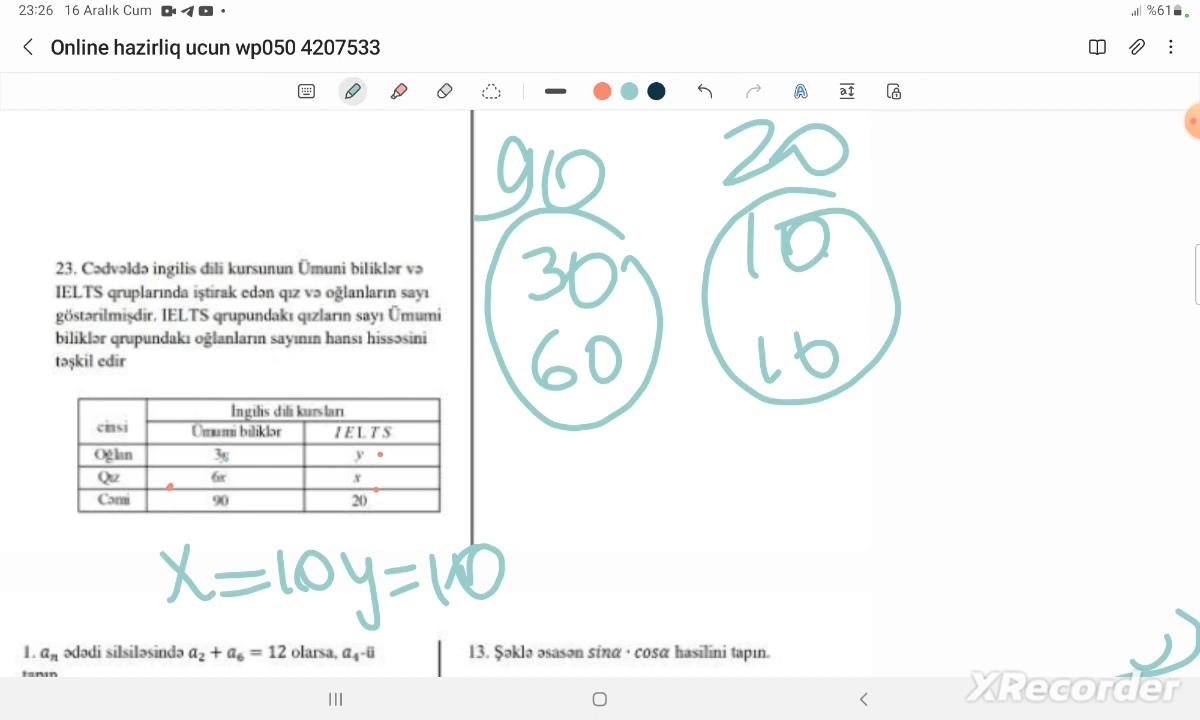 23:26 16 Aralık Cum
%61
Online hazirliq ucun wp050 4207533
90
20
30
10
60
10
23. Cədvəldə ingilis dili kursunun Ümuni biliklər və
IELTS qruplarında iştirak edən qız və oğlanların sayı
göstərilmişdir. IELTS qrupundakı qızların sayı Ümumi
biliklər qrupundakı oğlanların sayının hansı hissəsini
təşkil edir
cinsi İngilis dili kursları
Ümumi biliklər IELTS
Oğlan y
Qız 6x x
Cəmi 90 20
x=10 y=10
1. aₙ ədədi silsiləsində a₂ + a₆ = 12 olarsa, a₄-ü
13. Şəklə əsasən sinα · cosα hasilini tapın.
XRecorder